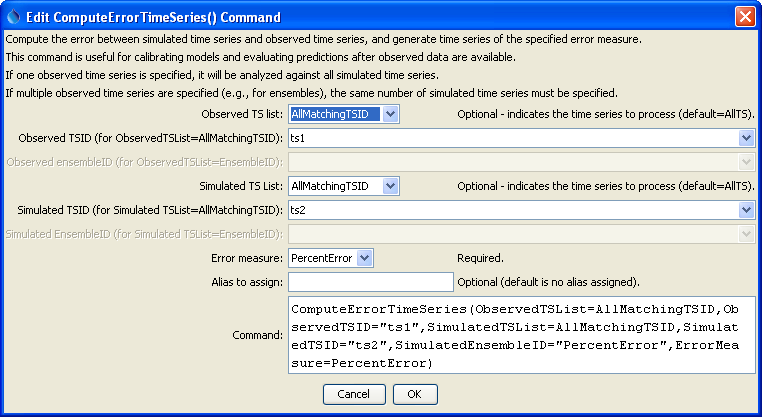 Edit ComputeErrorTimeSeries() Command
Compute the error between simulated time series and observed time series, and generate time series of the specified error measure.
This command is useful for calibrating models and evaluating predictions after observed data are available.
If one observed time series is specified, it will be analyzed against all simulated time series.
If multiple observed time series are specified (e.g., for ensembles), the same number of simulated time series must be specified.
Observed TS list: AllMatchingTSID Optional - indicates the time series to process (default=AllTS).
Observed TSID (for ObservedTSList=AllMatchingTSID): ts1
Observed ensembleID (for ObservedTSList=EnsembleID):
Simulated TS List: AllMatchingTSID Optional - indicates the time series to process (default=AllTS).
Simulated TSID (for Simulated TSList=AllMatchingTSID): ts2
Simulated EnsembleID (for Simulated TSList=EnsembleID):
Error measure: PercentError Required.
Alias to assign: Optional (default is no alias assigned).
Command:
ComputeErrorTimeSeries(ObservedTSList=AllMatchingTSID,Ob
servedTSID="ts1",SimulatedTSList=AllMatchingTSID,Simulat
edTSID="ts2",SimulatedEnsembleID="PercentError",ErrorMea
sure=PercentError)
Cancel OK